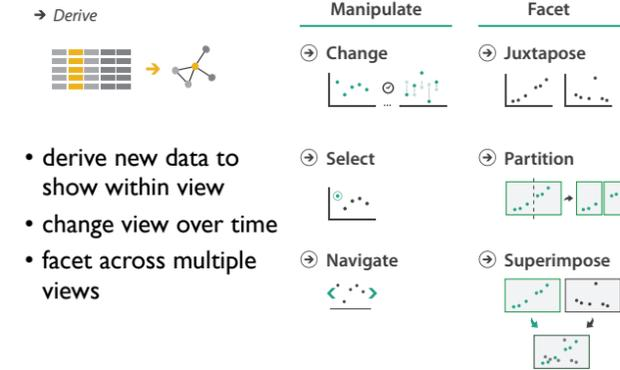 → Derive
• derive new data to
show within view
• change view over time
• facet across multiple
views
Manipulate
Change
...
Select
Navigate
Facet
Juxtapose
Partition
Superimpose